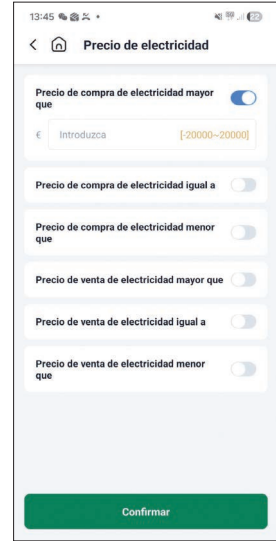 13:45
22
Precio de electricidad
Precio de compra de electricidad mayor
que
€ Introduzca [-20000~20000]
Precio de compra de electricidad igual a
Precio de compra de electricidad menor
que
Precio de venta de electricidad mayor que
Precio de venta de electricidad igual a
Precio de venta de electricidad menor
que
Confirmar